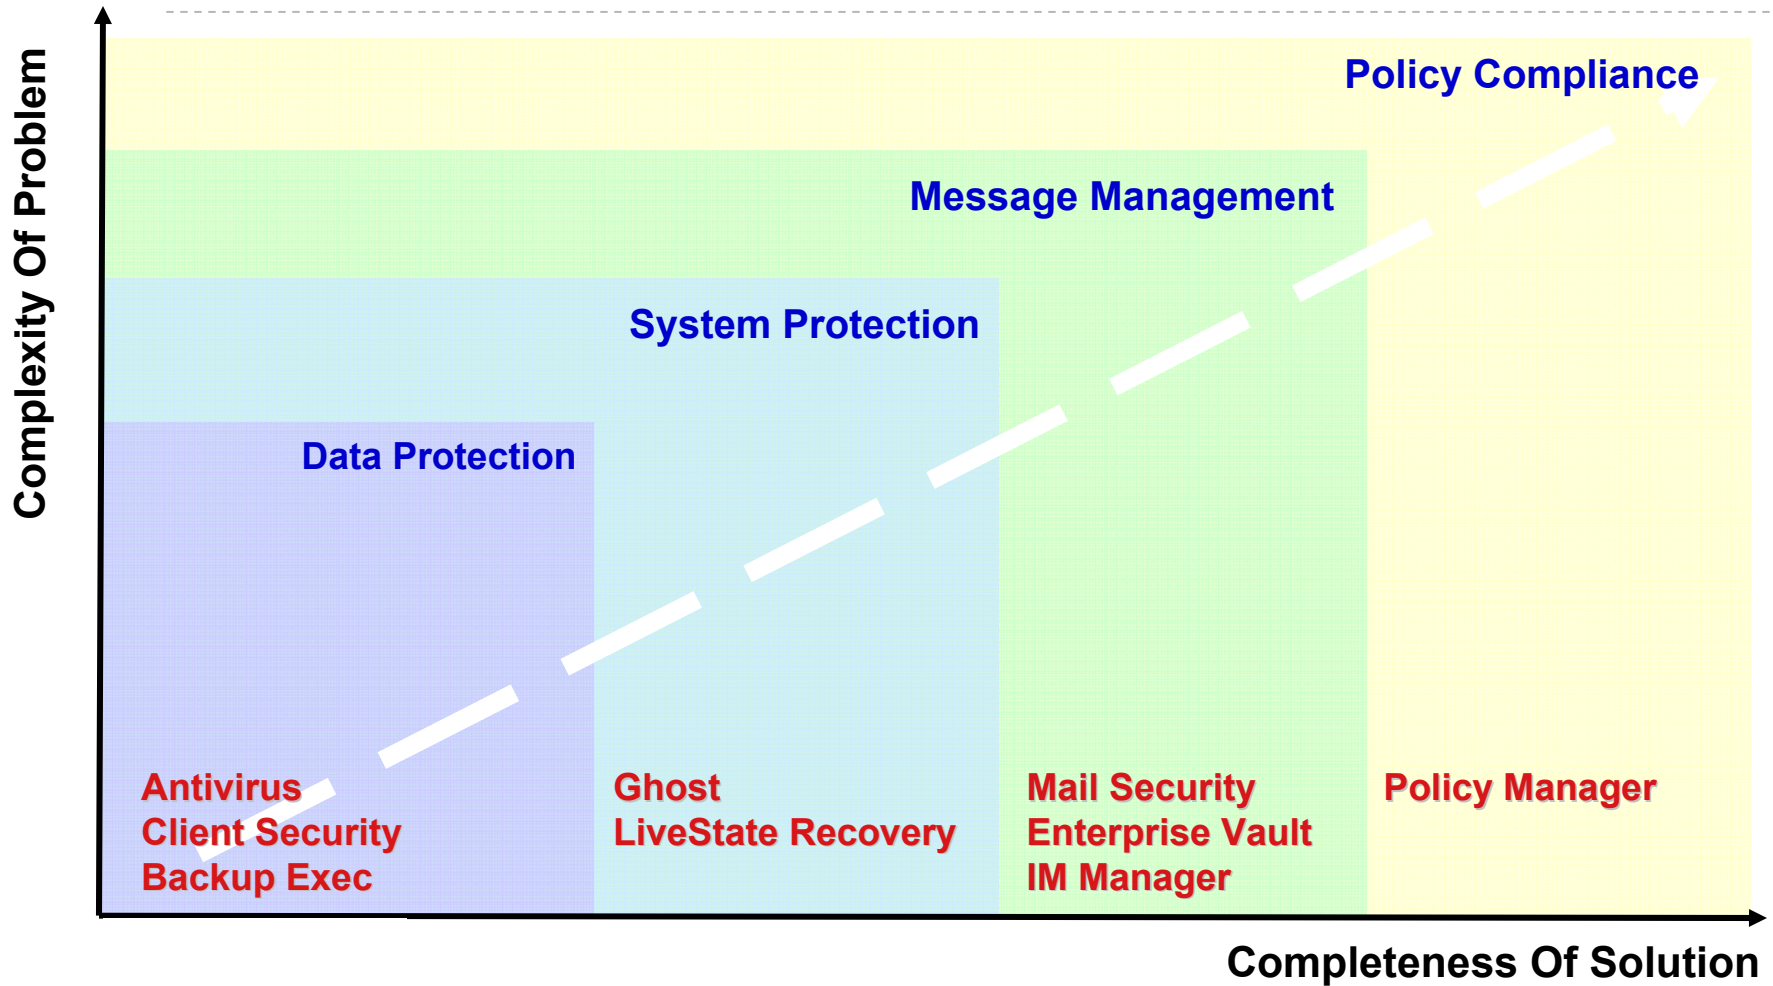 Complexity Of Problem
Policy Compliance
Message Management
System Protection
Data Protection
Antivirus
Client Security
Backup Exec
Ghost
LiveState Recovery
Mail Security
Enterprise Vault
IM Manager
Policy Manager
Completeness Of Solution